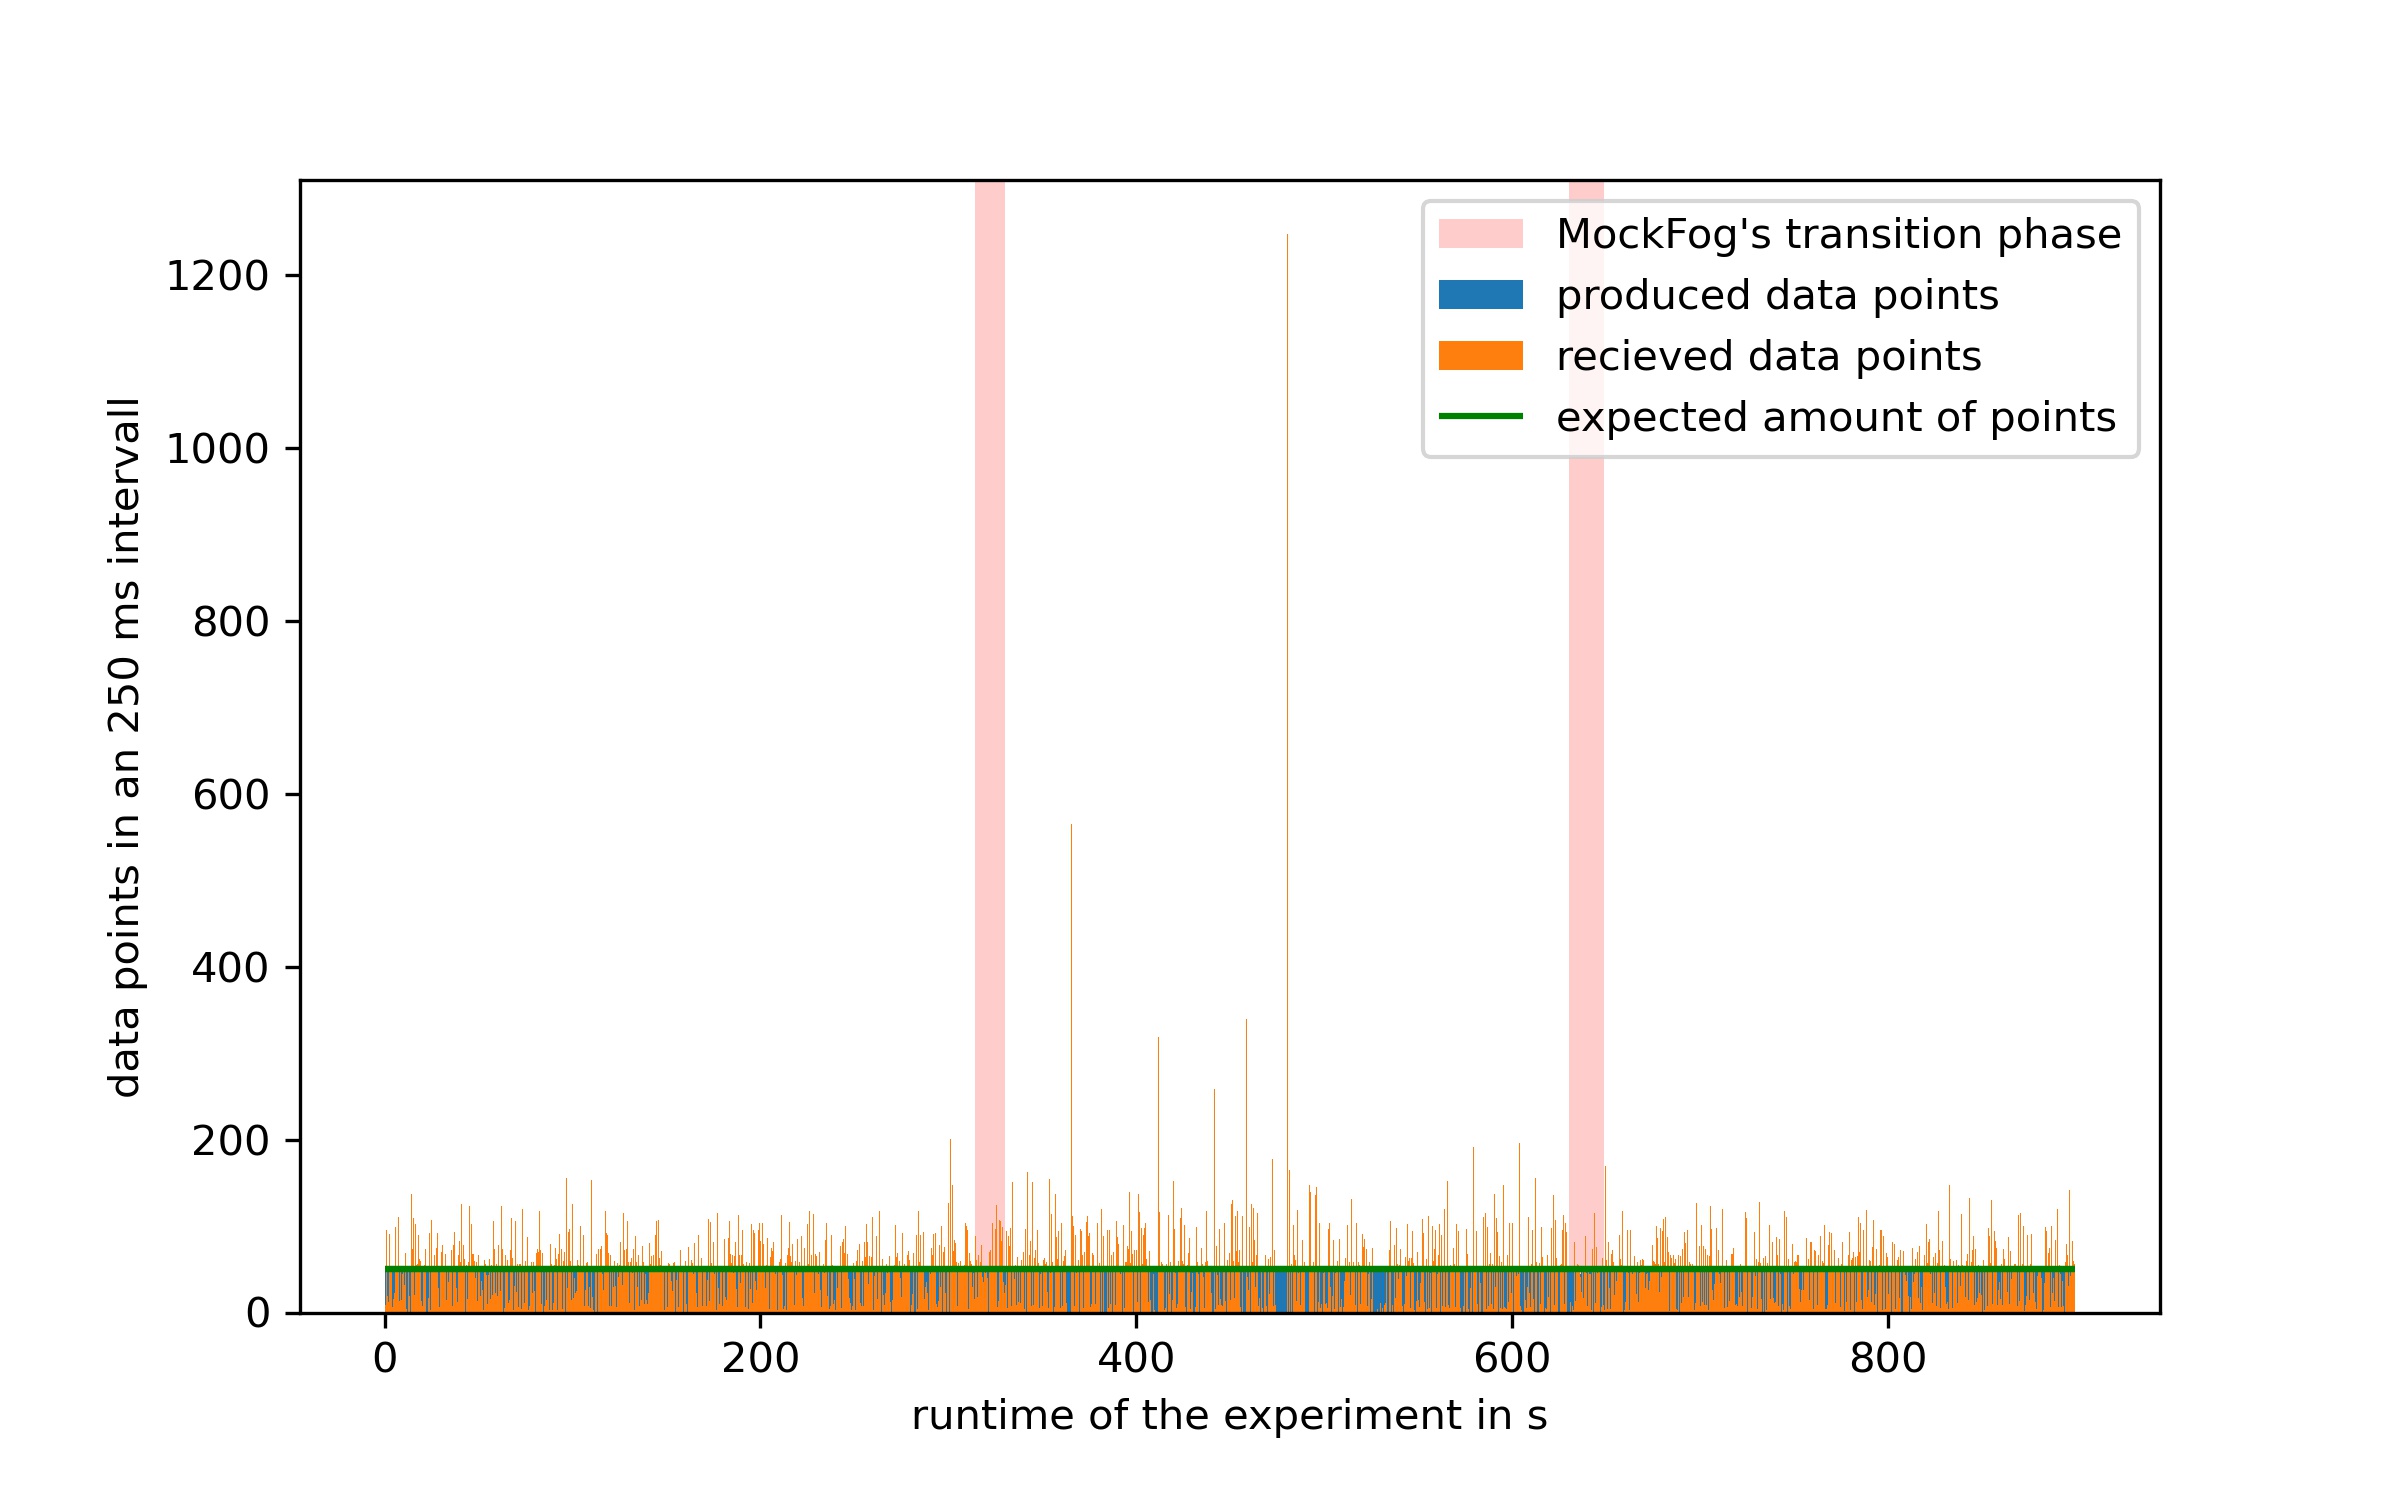 MockFog's transition phase
produced data points
recieved data points
expected amount of points
data points in an 250 ms intervall
1200
1000
800
600
400
200
0
0 200 400 600 800
runtime of the experiment in s